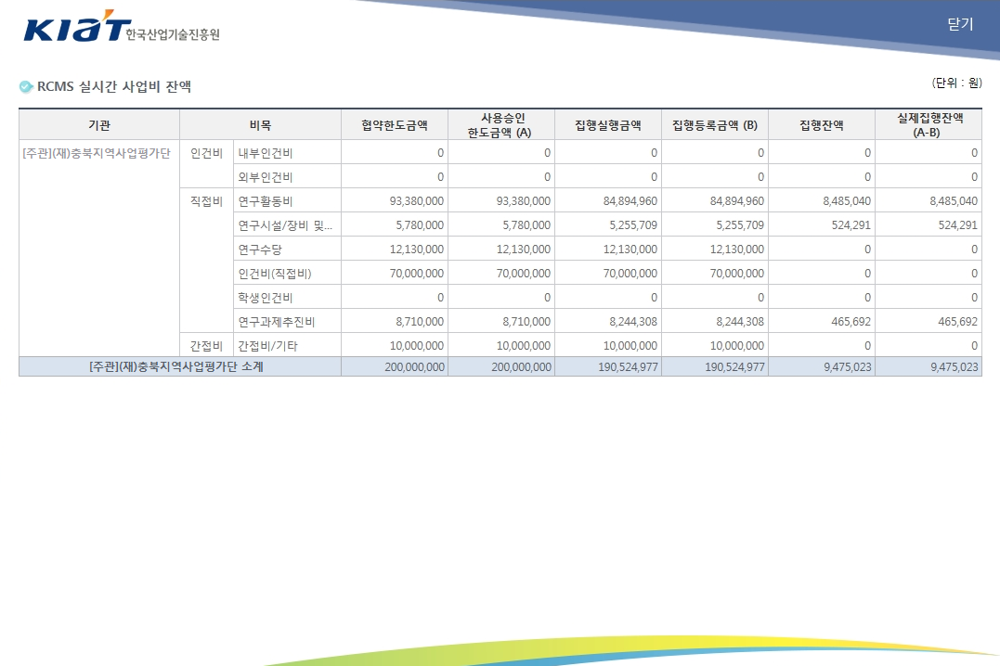 KIAT 한국산업기술진흥원
닫기
RCMS 실시간 사업비 잔액
(단위 : 원)
기관 비목 협약한도금액 사용승인 한도금액 (A) 집행실행금액 집행등록금액 (B) 집행잔액 실제집행잔액 (A-B)
[주관](재)충북지역사업평가단 인건비 내부인건비 0 0 0 0 0 0
외부인건비 0 0 0 0 0 0
직접비 연구활동비 93,380,000 93,380,000 84,894,960 84,894,960 8,485,040 8,485,040
연구시설/장비 및... 5,780,000 5,780,000 5,255,709 5,255,709 524,291 524,291
연구수당 12,130,000 12,130,000 12,130,000 12,130,000 0 0
인건비(직접비) 70,000,000 70,000,000 70,000,000 70,000,000 0 0
학생인건비 0 0 0 0 0 0
연구과제추진비 8,710,000 8,710,000 8,244,308 8,244,308 465,692 465,692
간접비 간접비/기타 10,000,000 10,000,000 10,000,000 10,000,000 0 0
[주관](재)충북지역사업평가단 소계 200,000,000 200,000,000 190,524,977 190,524,977 9,475,023 9,475,023